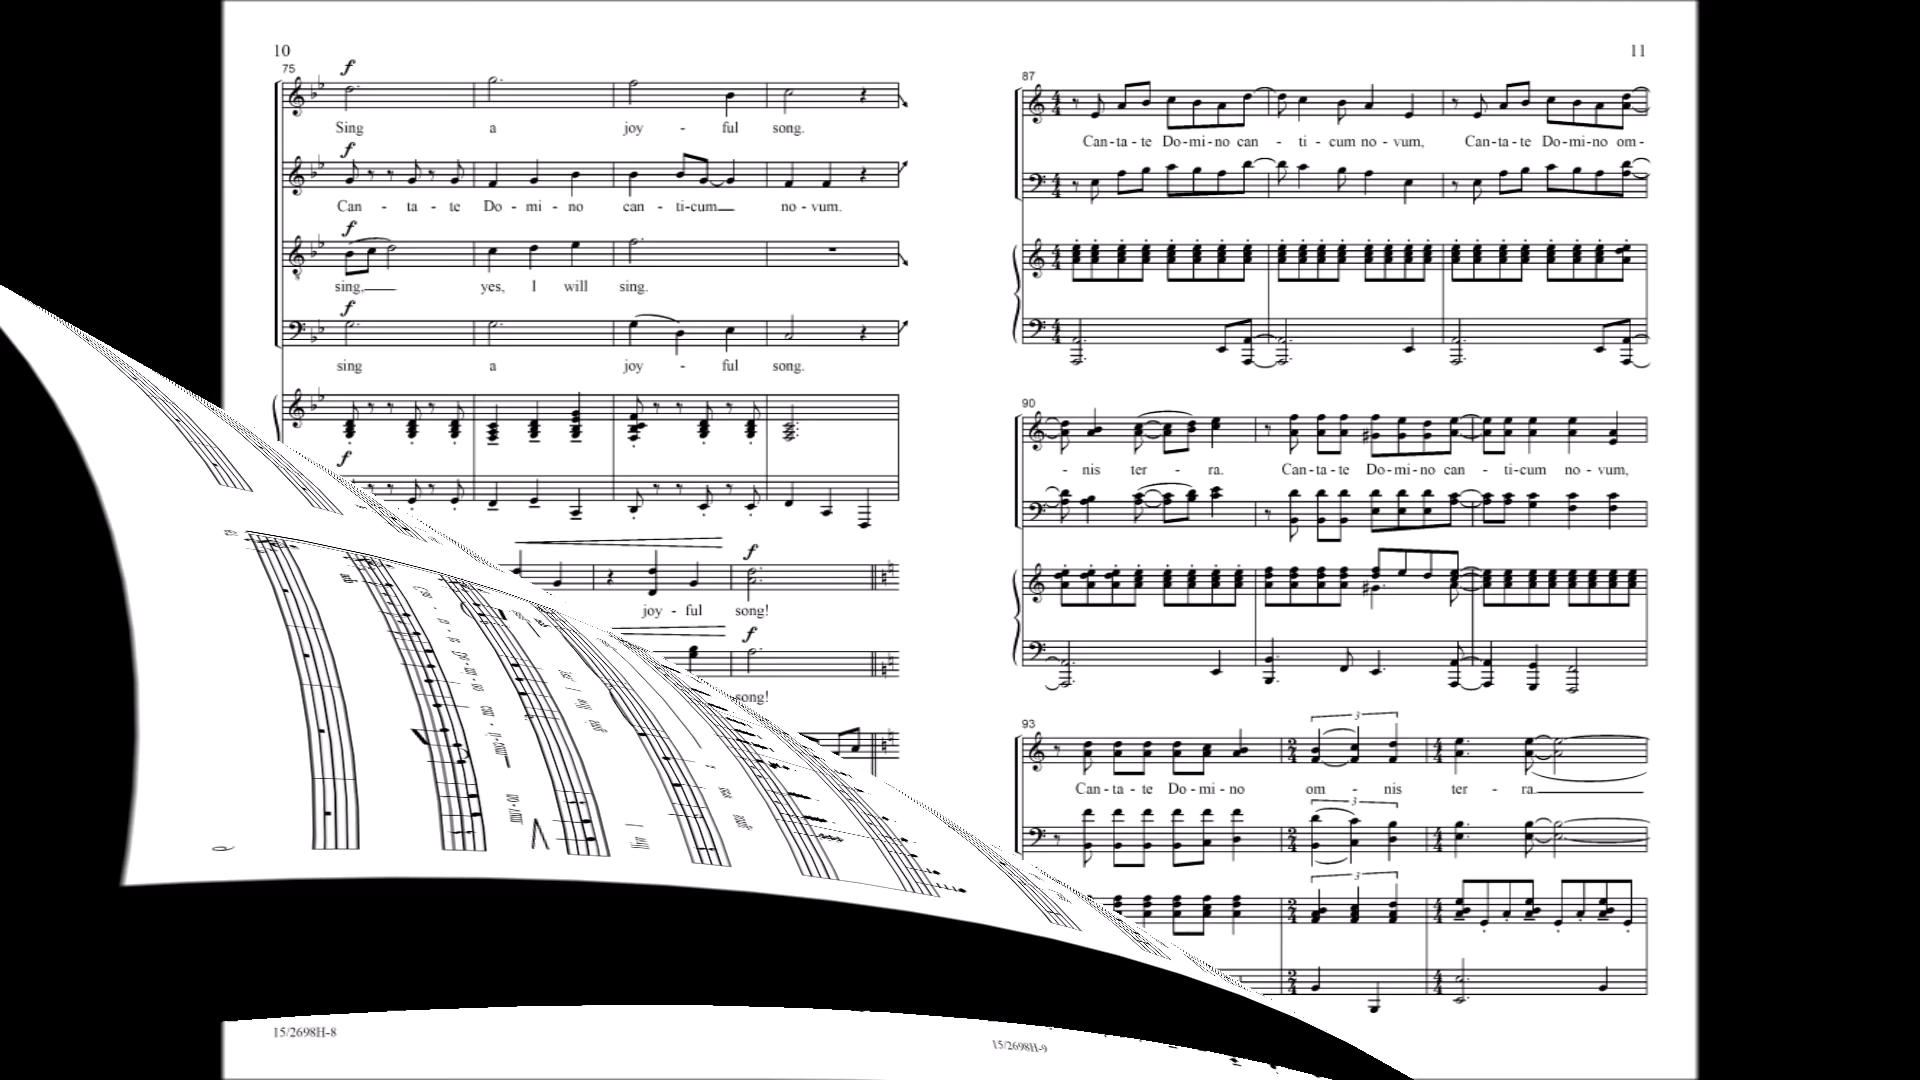 10
75
f
Sing a joy - ful song.
f
Can - ta - te Do - mi - no can - ti-cum no - vum.
f
sing, yes, I will sing.
f
sing a joy - ful song.
f
f
joy - ful song!
f
song!
15/2698H-8
11
87
Can - ta - te Do - mi - no can - ti - cum no - vum, Can - ta - te Do - mi - no om -
90
- nis ter - ra. Can - ta - te Do - mi - no can - ti-cum no - vum,
93
3
Can - ta - te Do - mi - no om - nis ter - ra.
3
3
15/2698H-9